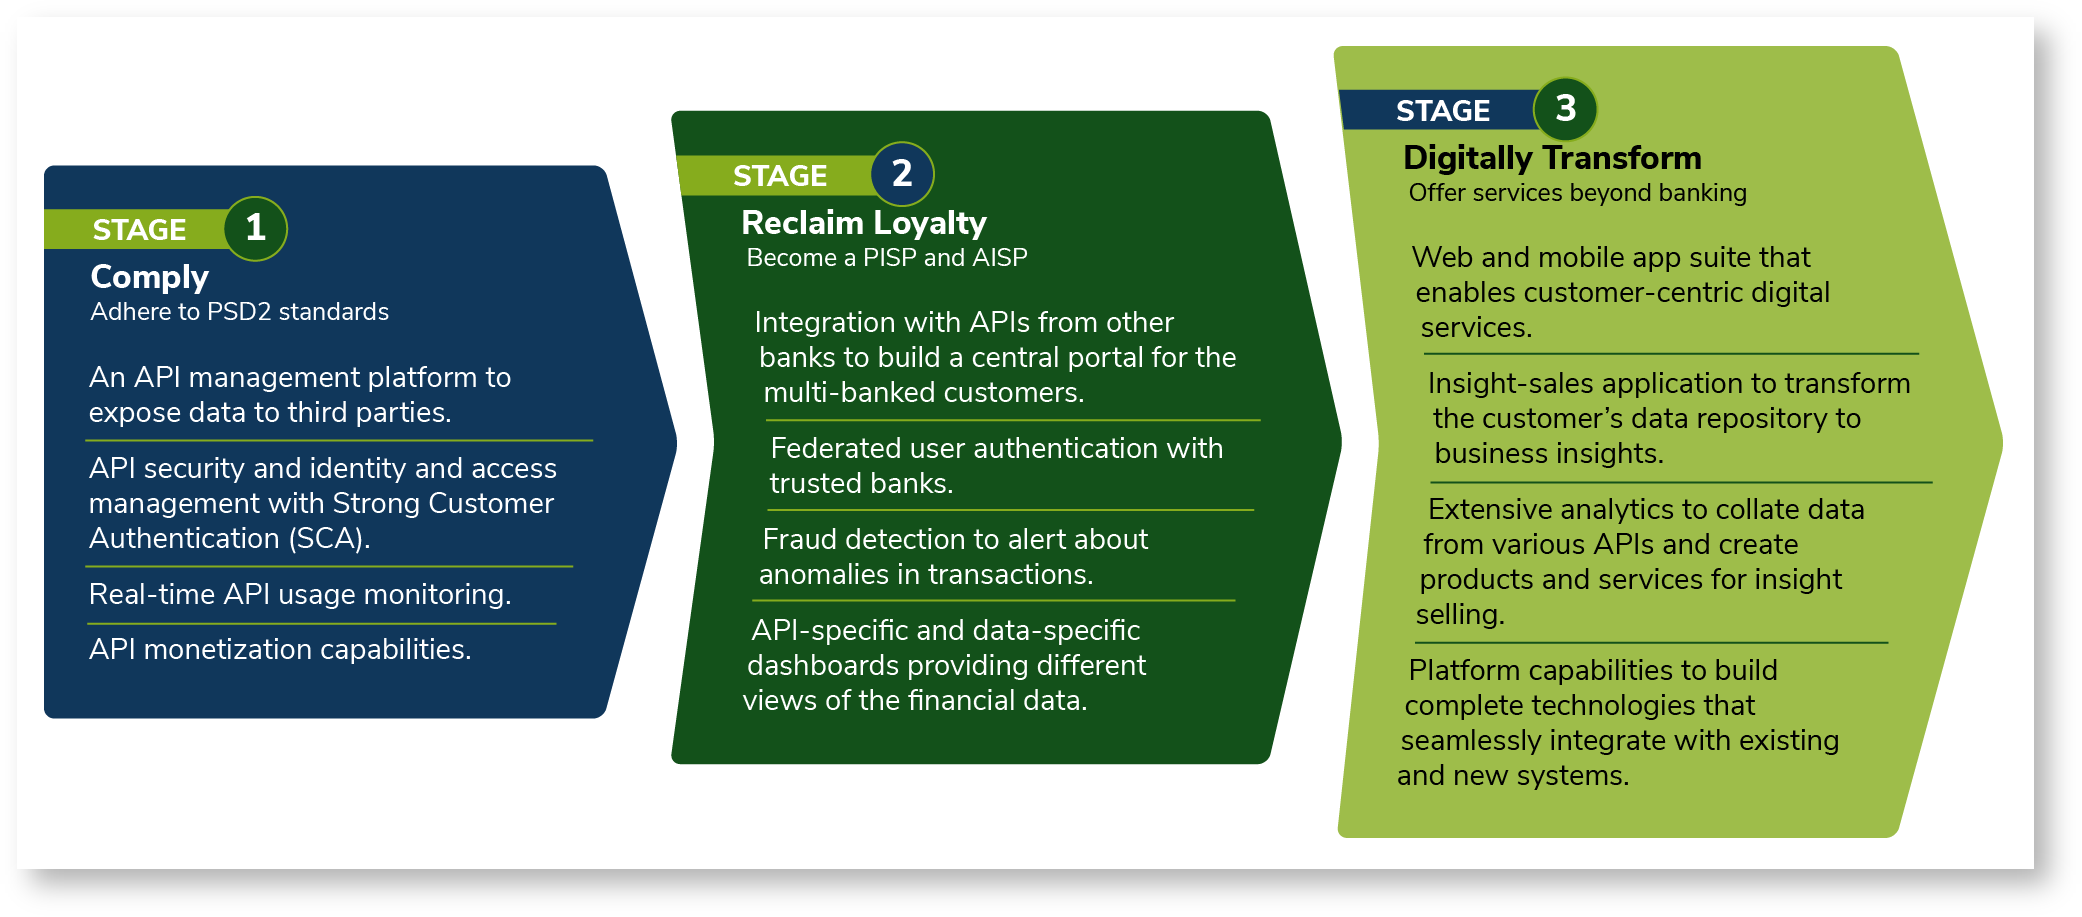 STAGE 1
Comply
Adhere to PSD2 standards
An API management platform to
expose data to third parties.
API security and identity and access
management with Strong Customer
Authentication (SCA).
Real-time API usage monitoring.
API monetization capabilities.
STAGE 2
Reclaim Loyalty
Become a PISP and AISP
Integration with APIs from other
banks to build a central portal for the
multi-banked customers.
Federated user authentication with
trusted banks.
Fraud detection to alert about
anomalies in transactions.
API-specific and data-specific
dashboards providing different
views of the financial data.
STAGE 3
Digitally Transform
Offer services beyond banking
Web and mobile app suite that
enables customer-centric digital
services.
Insight-sales application to transform
the customer’s data repository to
business insights.
Extensive analytics to collate data
from various APIs and create
products and services for insight
selling.
Platform capabilities to build
complete technologies that
seamlessly integrate with existing
and new systems.